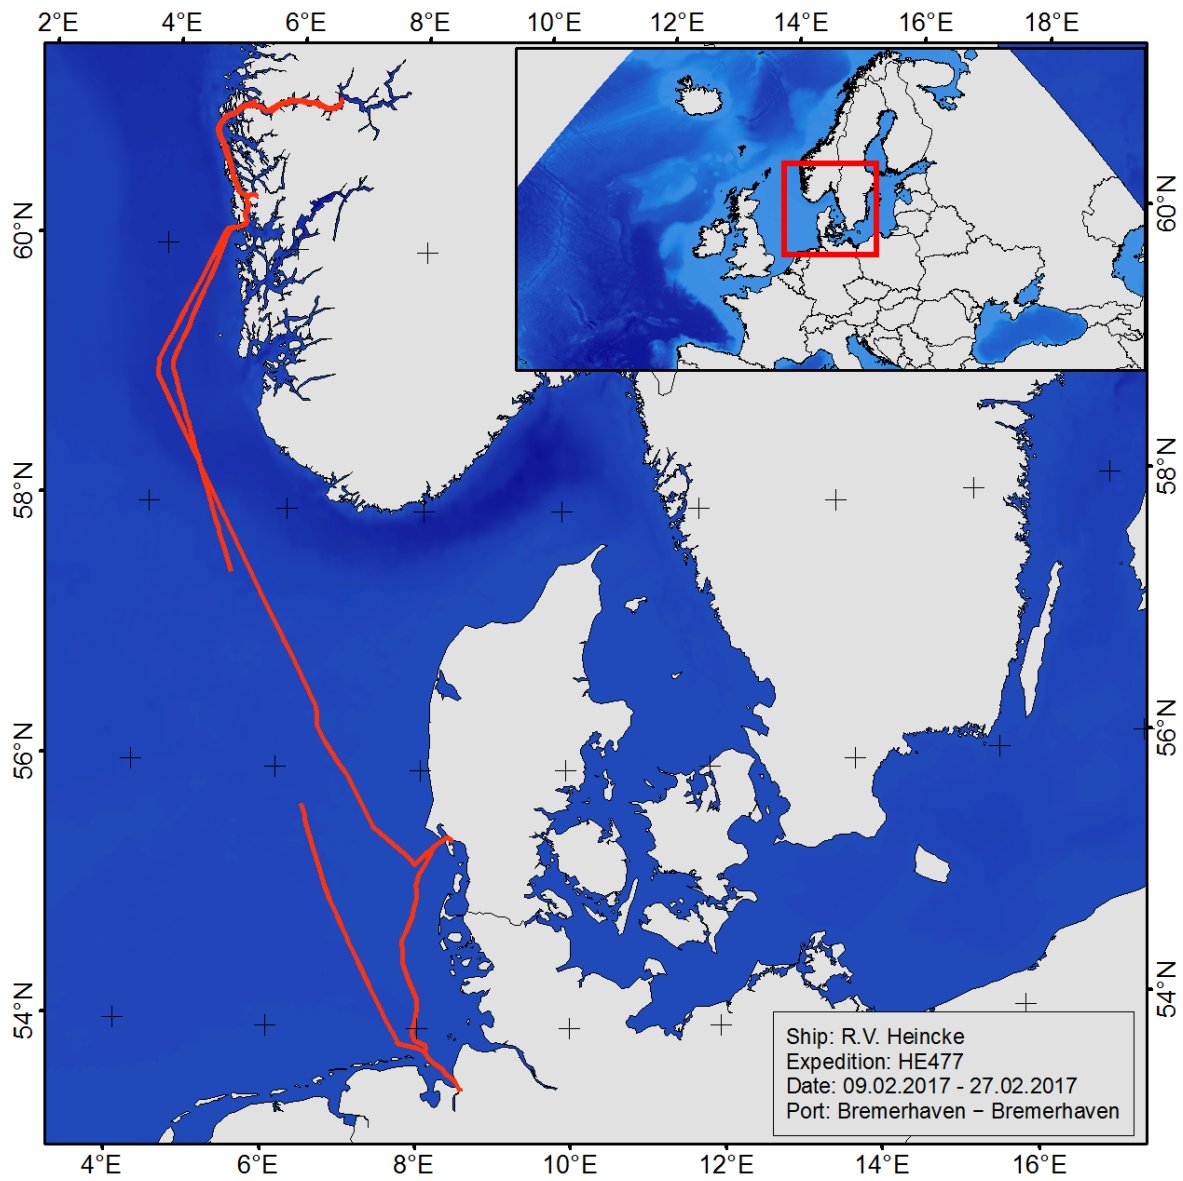 2°E 4°E 6°E 8°E 10°E 12°E 14°E 16°E 18°E
60°N 60°N
58°N 58°N
56°N 56°N
54°N 54°N
Ship: R.V. Heincke
Expedition: HE477
Date: 09.02.2017 - 27.02.2017
Port: Bremerhaven – Bremerhaven
4°E 6°E 8°E 10°E 12°E 14°E 16°E